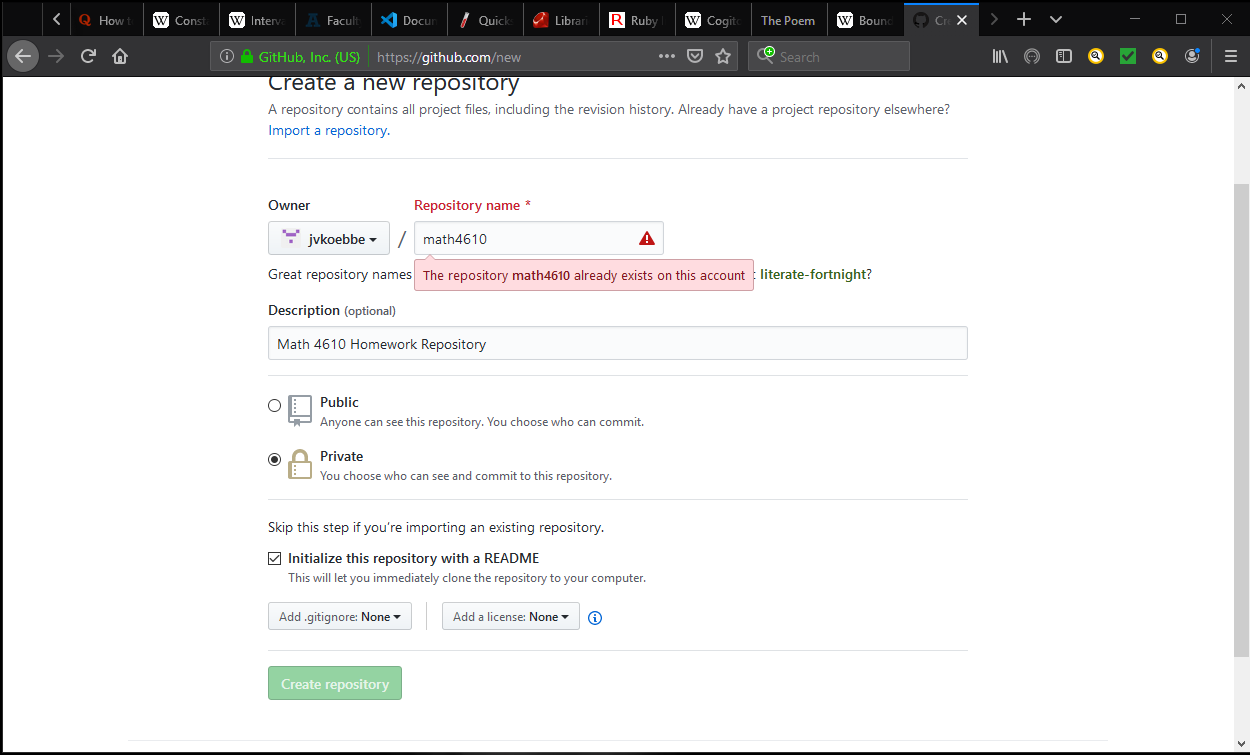 How t
Consta
Interva
Facult
Docum
Quick
Librari
Ruby
Cogito
The Poem
Bound
Cr
GitHub, Inc. (US)
https://github.com/new
Search
Create a new repository
A repository contains all project files, including the revision history. Already have a project repository elsewhere?
Import a repository.
Owner
Repository name *
jvkoebbe
/
math4610
Great repository names
The repository math4610 already exists on this account
literate-fortnight?
Description (optional)
Math 4610 Homework Repository
Public
Anyone can see this repository. You choose who can commit.
Private
You choose who can see and commit to this repository.
Skip this step if you’re importing an existing repository.
Initialize this repository with a README
This will let you immediately clone the repository to your computer.
Add .gitignore: None
Add a license: None
Create repository